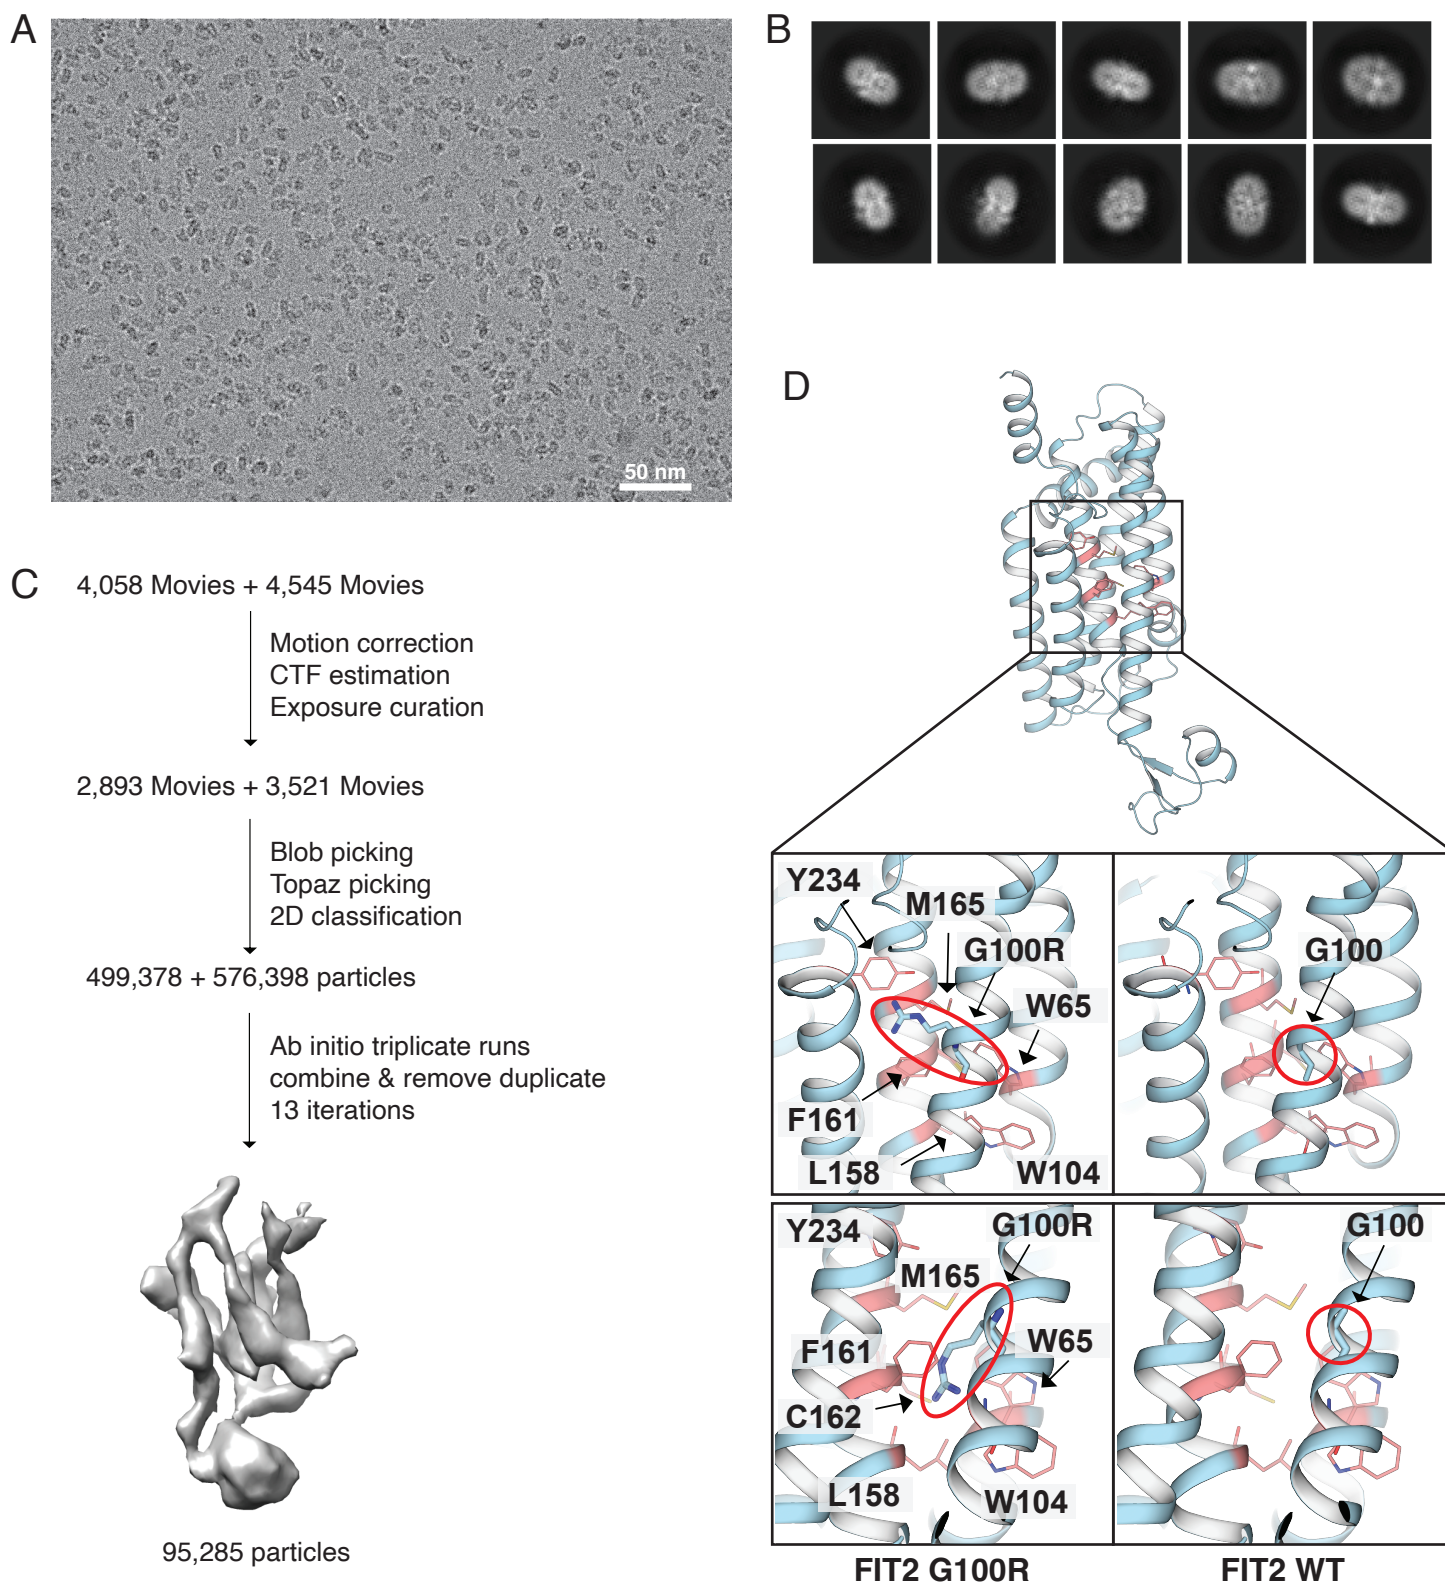 A
50 nm
B
C
4,058 Movies + 4,545 Movies
Motion correction
CTF estimation
Exposure curation
2,893 Movies + 3,521 Movies
Blob picking
Topaz picking
2D classification
499,378 + 576,398 particles
Ab initio triplicate runs
combine & remove duplicate
13 iterations
95,285 particles
D
Y234
M165
G100R
W65
F161
L158
W104
G100
Y234
G100R
M165
F161
W65
C162
L158
W104
G100
FIT2 G100R
FIT2 WT